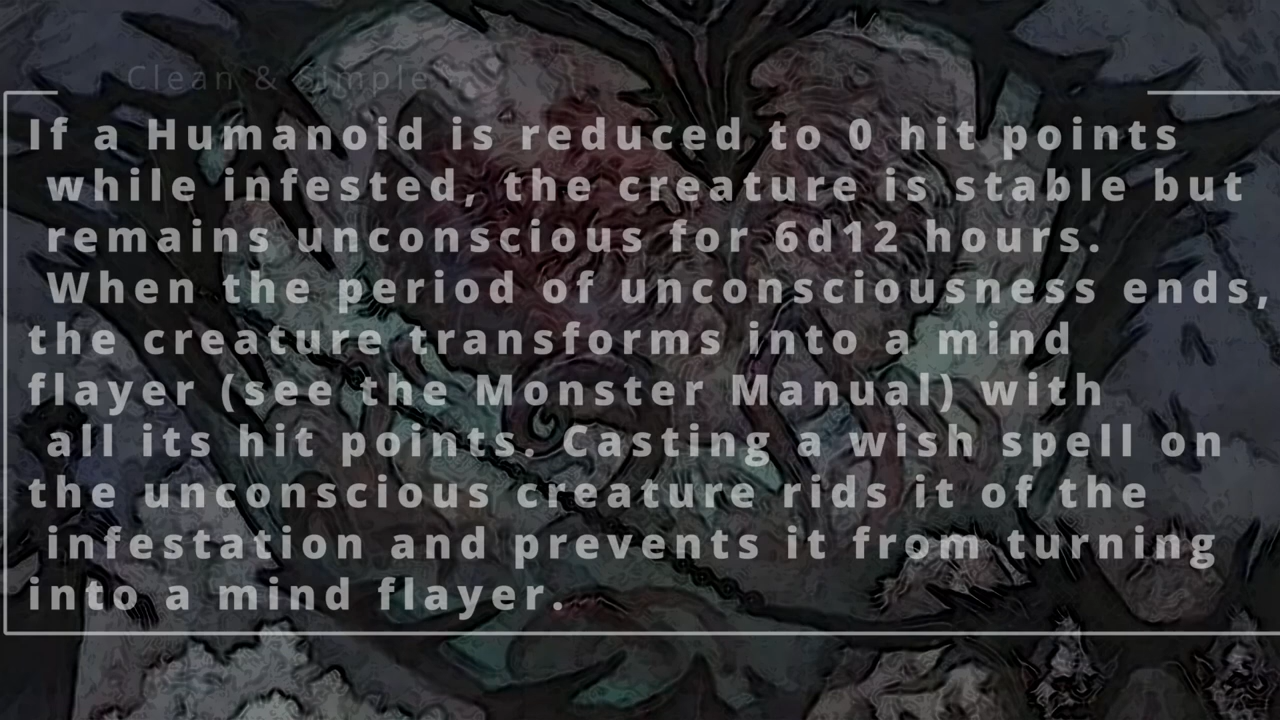 Clean & Simple
If a Humanoid is reduced to 0 hit points
while infested, the creature is stable but
remains unconscious for 6d12 hours.
When the period of unconsciousness ends,
the creature transforms into a mind
flayer (see the Monster Manual) with
all its hit points. Casting a wish spell on
the unconscious creature rids it of the
infestation and prevents it from turning
into a mind flayer.